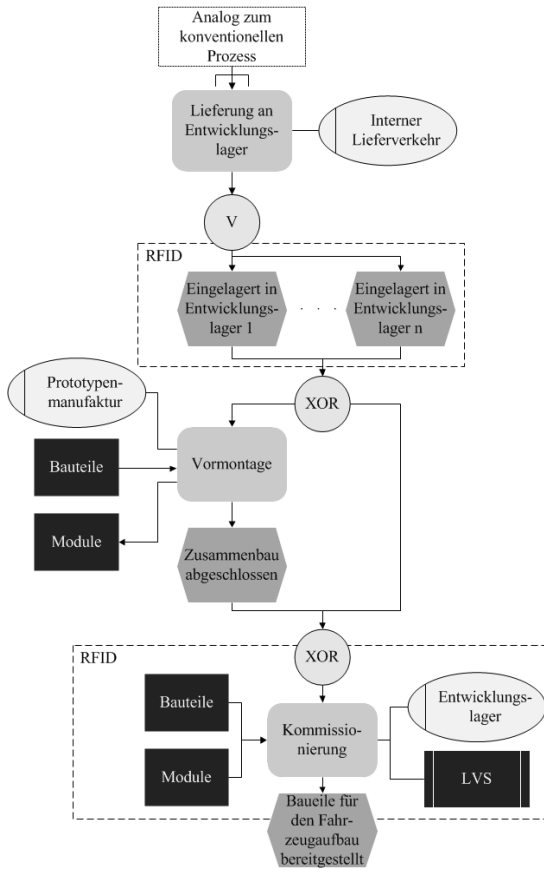 Analog zum
konventionellen
Prozess
Lieferung an
Entwicklungs-
lager
Interner
Lieferverkehr
V
RFID
Eingelagert in
Entwicklungs-
lager 1
. . .
Eingelagert in
Entwicklungs-
lager n
XOR
Prototypen-
manufaktur
Bauteile
Vormontage
Module
Zusammenbau
abgeschlossen
XOR
RFID
Bauteile
Module
Kommissio-
nierung
Entwicklungs-
lager
LVS
Baueile für
den Fahr-
zeugaufbau
bereitgestellt